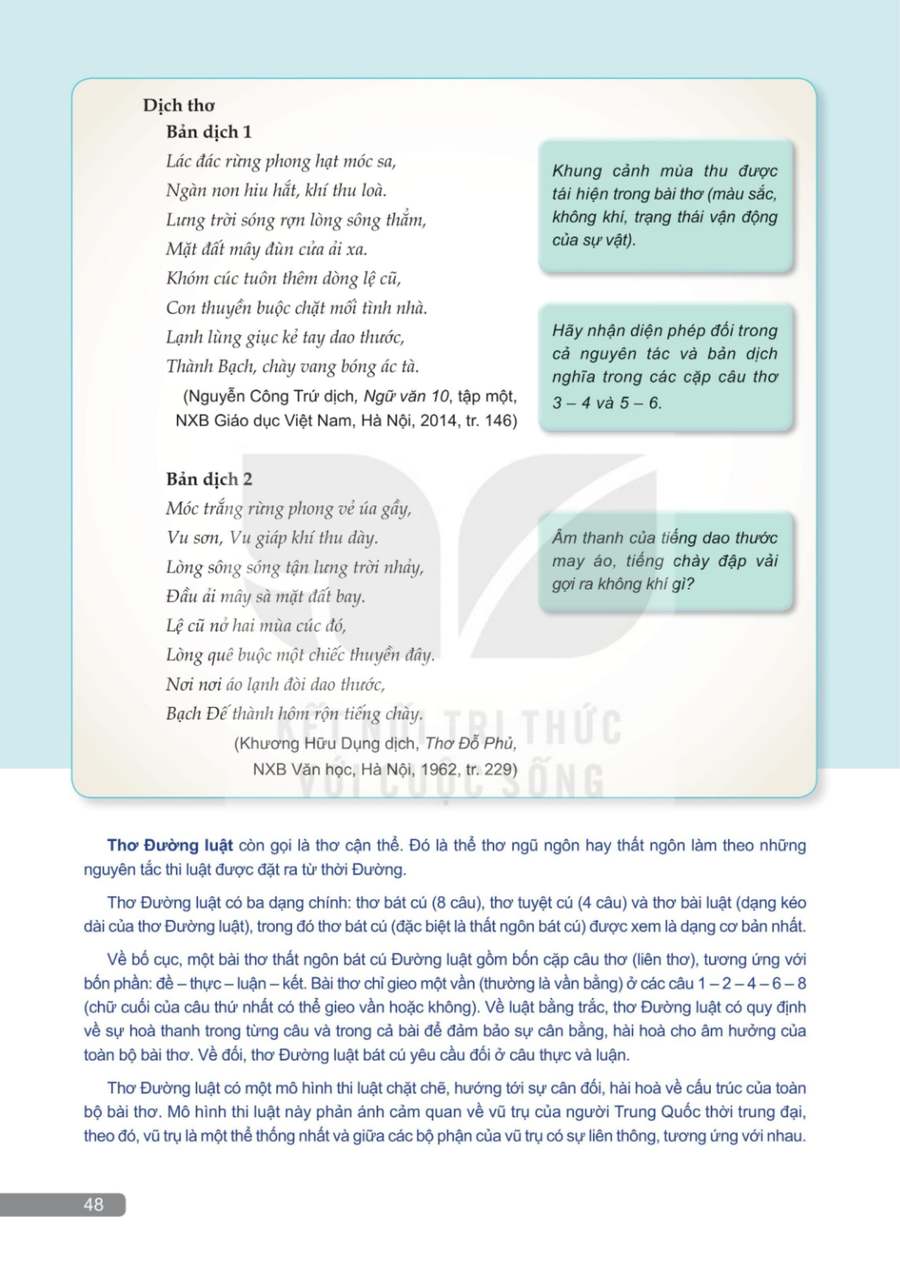 Dịch thơ
Bản dịch 1
Lác đác rừng phong hạt móc sa,
Ngàn non hiu hắt, khí thu loà.
Lưng trời sóng rợn lòng sông thẳm,
Mặt đất mây đùn cửa ải xa.
Khóm cúc tuôn thêm dòng lệ cũ,
Con thuyền buộc chặt mối tình nhà.
Lạnh lùng giục kẻ tay dao thước,
Thành Bạch, chày vang bóng ác tà.
(Nguyễn Công Trứ dịch, Ngữ văn 10, tập một,
NXB Giáo dục Việt Nam, Hà Nội, 2014, tr. 146)
Khung cảnh mùa thu được
tái hiện trong bài thơ (màu sắc,
không khí, trạng thái vận động
của sự vật).
Hãy nhận diện phép đối trong
cả nguyên tác và bản dịch
nghĩa trong các cặp câu thơ
3 – 4 và 5 – 6.
Bản dịch 2
Móc trắng rừng phong vẻ úa gầy,
Vu sơn, Vu giáp khí thu dày.
Lòng sông sóng tận lưng trời nhảy,
Đầu ải mây sà mặt đất bay.
Lệ cũ nở hai mùa cúc đó,
Lòng quê buộc một chiếc thuyền đây.
Nơi nơi áo lạnh đòi dao thước,
Bạch Đế thành hôm rộn tiếng chày.
(Khương Hữu Dụng dịch, Thơ Đỗ Phủ,
NXB Văn học, Hà Nội, 1962, tr. 229)
Âm thanh của tiếng dao thước
may áo, tiếng chày đập vải
gợi ra không khí gì?
KẾT NỐI TRI THỨC
VỚI CUỘC SỐNG
Thơ Đường luật còn gọi là thơ cận thể. Đó là thể thơ ngũ ngôn hay thất ngôn làm theo những
nguyên tắc thi luật được đặt ra từ thời Đường.
Thơ Đường luật có ba dạng chính: thơ bát cú (8 câu), thơ tuyệt cú (4 câu) và thơ bài luật (dạng kéo
dài của thơ Đường luật), trong đó thơ bát cú (đặc biệt là thất ngôn bát cú) được xem là dạng cơ bản nhất.
Về bố cục, một bài thơ thất ngôn bát cú Đường luật gồm bốn cặp câu thơ (liên thơ), tương ứng với
bốn phần: đề – thực – luận – kết. Bài thơ chỉ gieo một vần (thường là vần bằng) ở các câu 1 – 2 – 4 – 6 – 8
(chữ cuối của câu thứ nhất có thể gieo vần hoặc không). Về luật bằng trắc, thơ Đường luật có quy định
về sự hoà thanh trong từng câu và trong cả bài để đảm bảo sự cân bằng, hài hoà cho âm hưởng của
toàn bộ bài thơ. Về đối, thơ Đường luật bát cú yêu cầu đối ở câu thực và luận.
Thơ Đường luật có một mô hình thi luật chặt chẽ, hướng tới sự cân đối, hài hoà về cấu trúc của toàn
bộ bài thơ. Mô hình thi luật này phản ánh cảm quan về vũ trụ của người Trung Quốc thời trung đại,
theo đó, vũ trụ là một thể thống nhất và giữa các bộ phận của vũ trụ có sự liên thông, tương ứng với nhau.
48